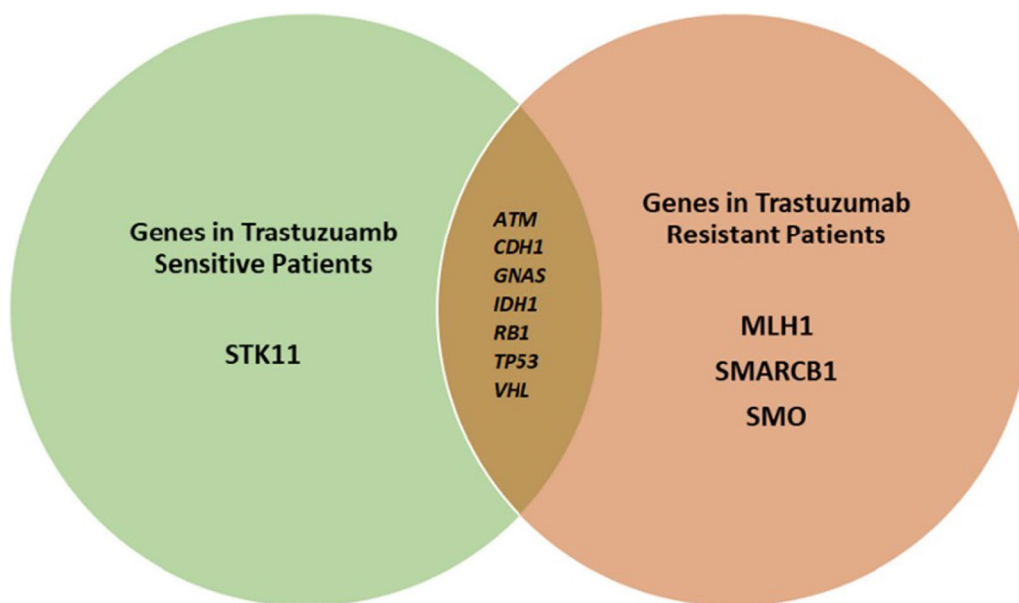 Genes in Trastuzuamb
Sensitive Patients
STK11
ATM
CDH1
GNAS
IDH1
RB1
TP53
VHL
Genes in Trastuzumab
Resistant Patients
MLH1
SMARCB1
SMO